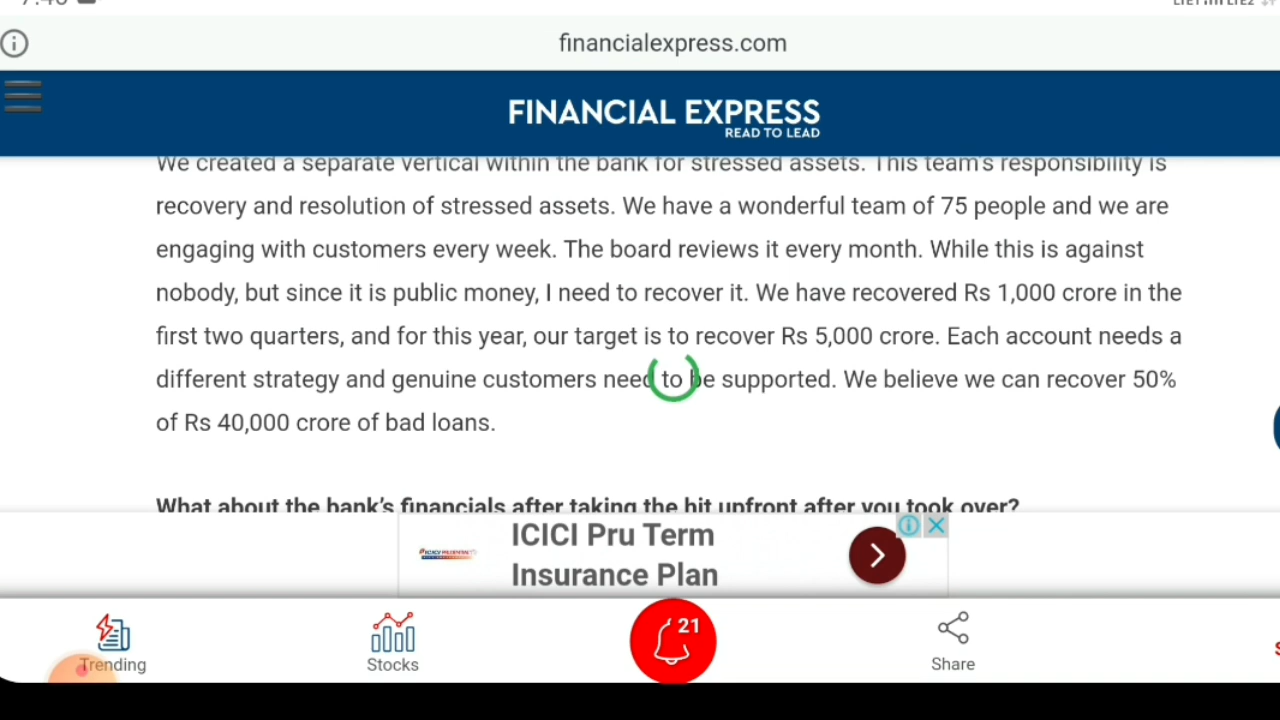 financialexpress.com
FINANCIAL EXPRESS
READ TO LEAD
We created a separate vertical within the bank for stressed assets. This team's responsibility is
recovery and resolution of stressed assets. We have a wonderful team of 75 people and we are
engaging with customers every week. The board reviews it every month. While this is against
nobody, but since it is public money, I need to recover it. We have recovered Rs 1,000 crore in the
first two quarters, and for this year, our target is to recover Rs 5,000 crore. Each account needs a
different strategy and genuine customers need to be supported. We believe we can recover 50%
of Rs 40,000 crore of bad loans.
What about the bank's financials after taking the hit upfront after you took over?
ICICI Pru Term
Insurance Plan
21
Trending
Stocks
Share